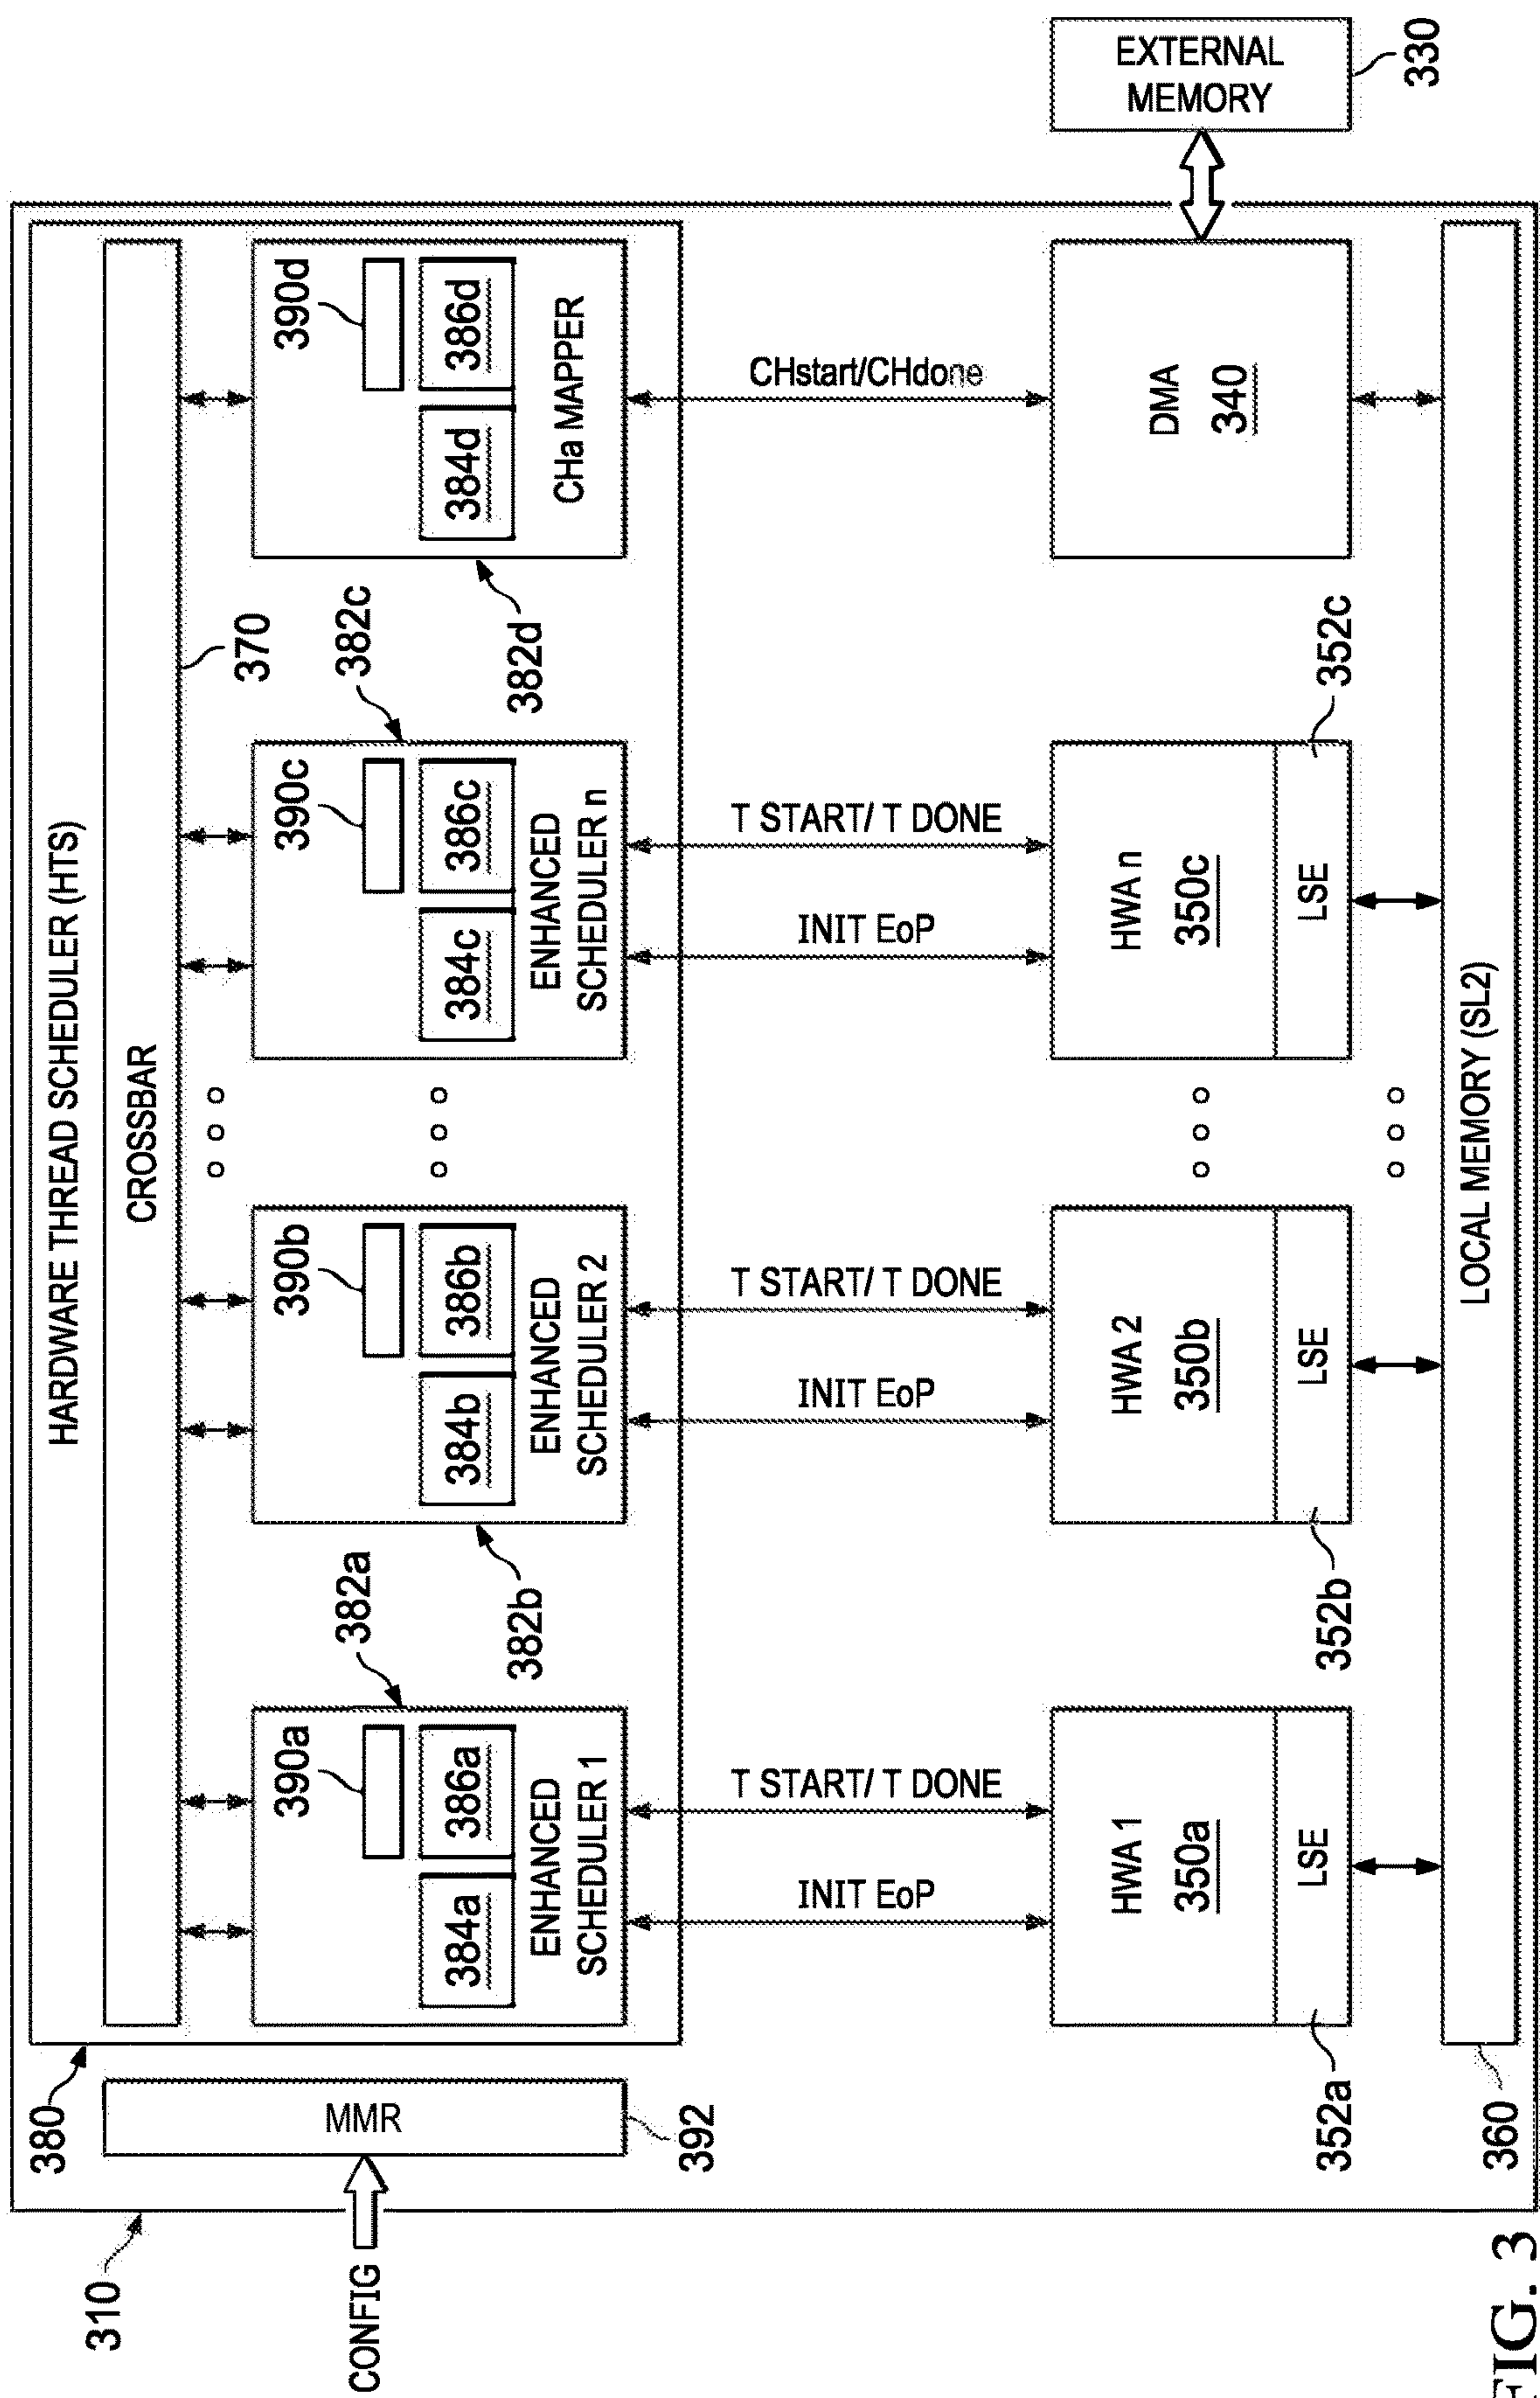 HARDWARE THREAD SCHEDULER (HTS)
380
CROSSBAR
370
310
CONFIG
MMR
392
390a
382a
384a
386a
ENHANCED
SCHEDULER 1
390b
382b
384b
386b
ENHANCED
SCHEDULER 2
390c
382c
384c
386c
ENHANCED
SCHEDULER n
390d
382d
384d
386d
CHa MAPPER
INIT EoP
T START/ T DONE
INIT EoP
T START/ T DONE
INIT EoP
T START/ T DONE
CHstart/CHdone
HWA 1
350a
LSE
352a
HWA 2
350b
LSE
352b
HWA n
350c
LSE
352c
DMA
340
EXTERNAL
MEMORY
330
LOCAL MEMORY (SL2)
360
FIG. 3